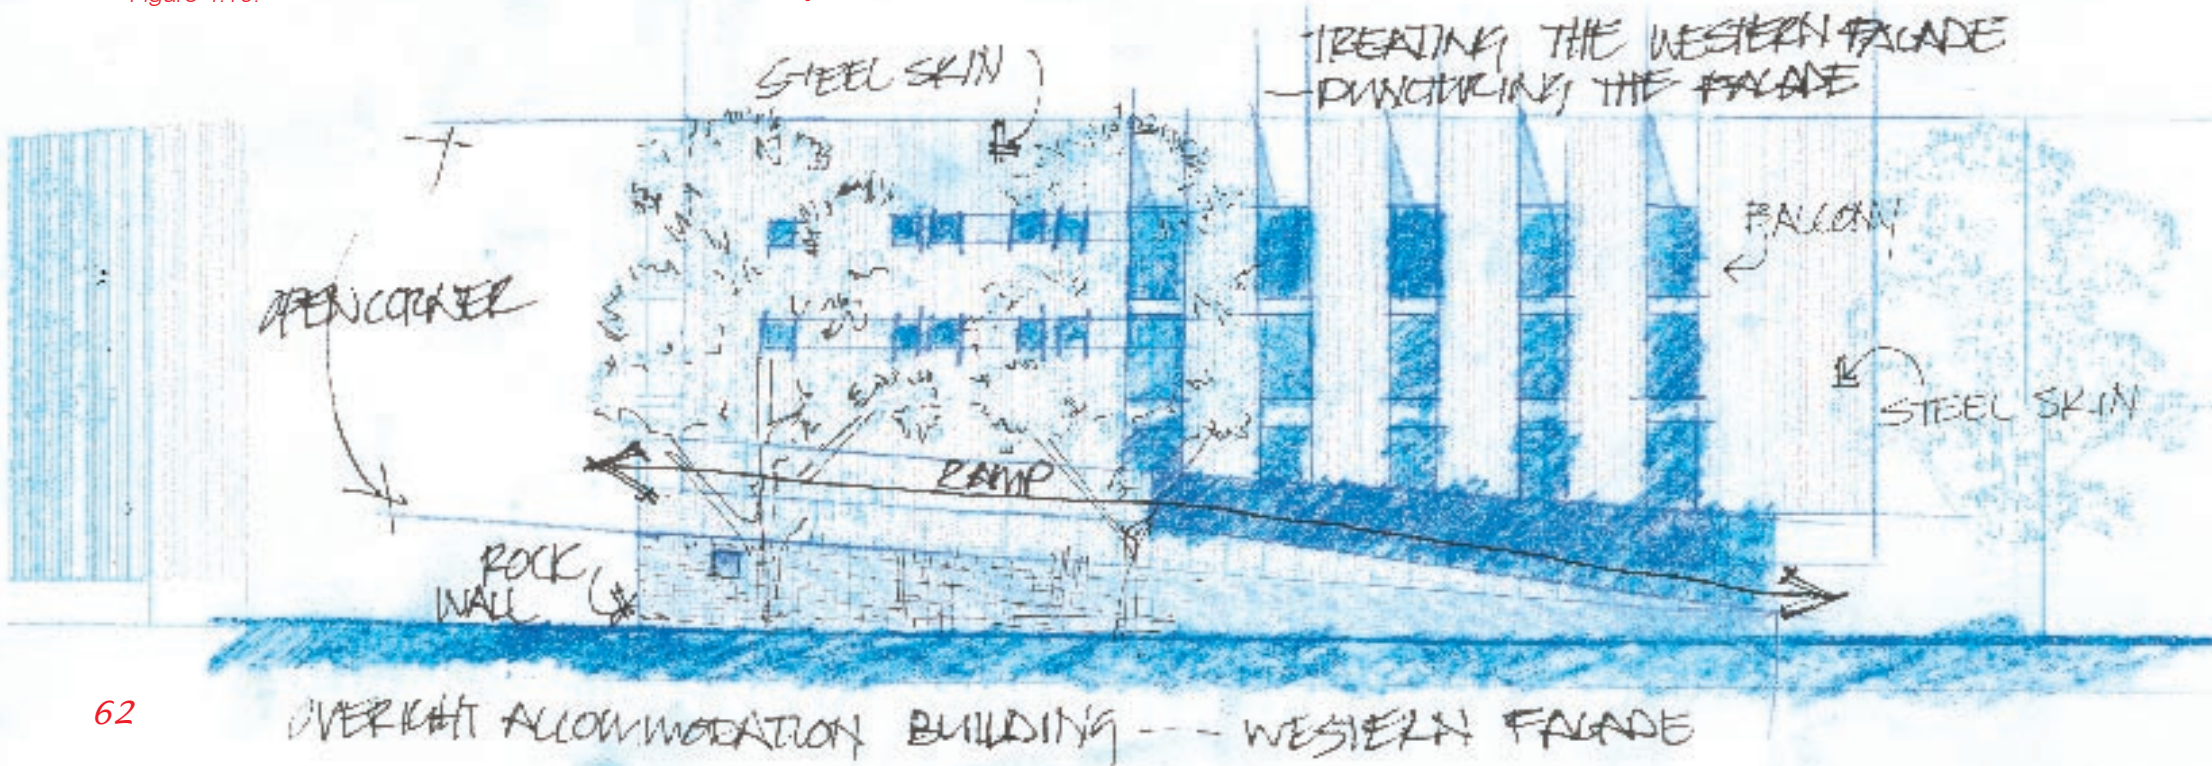 - TREATING THE WESTERN FACADE
- PUNCTURING THE FACADE
STEEL SKIN
BALCONY
OPEN CORNER
STEEL SKIN
RAMP
ROCK
WALL
62
OVERIGHT ACCOMMODATION BUILDING --- WESTERN FACADE